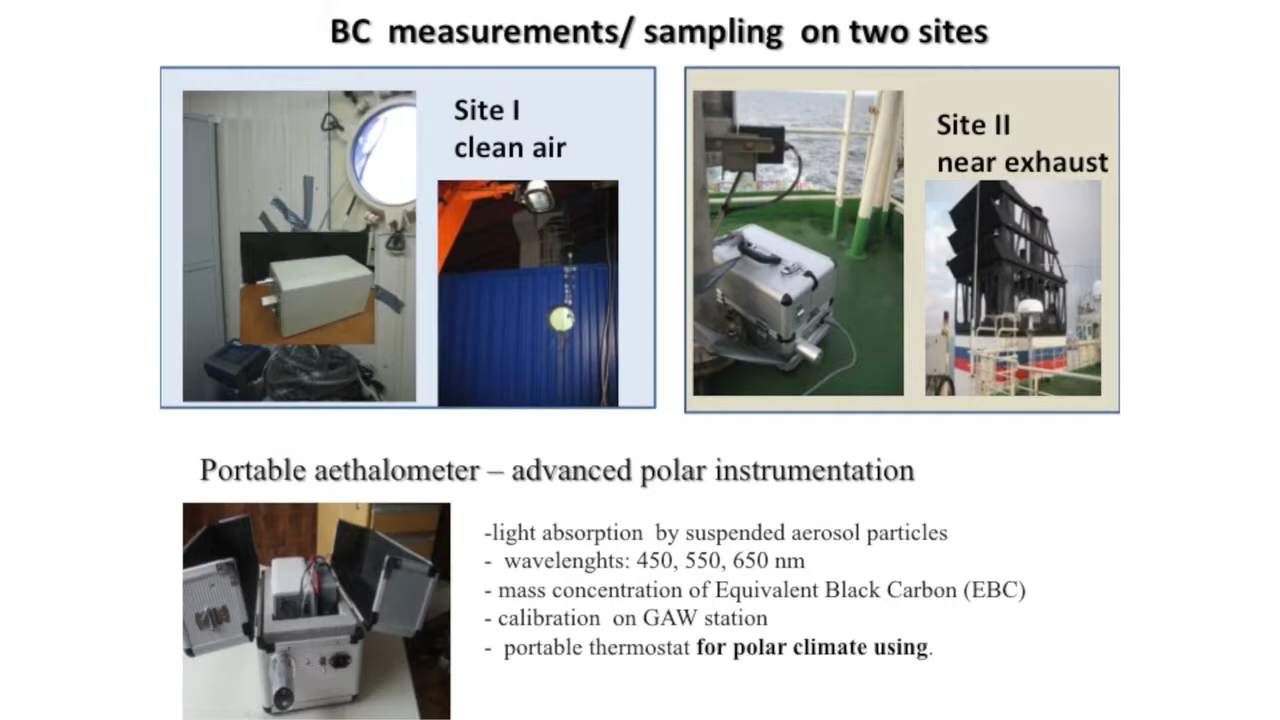 BC measurements/ sampling on two sites
Site I
clean air
Site II
near exhaust
Portable aethalometer – advanced polar instrumentation
-light absorption by suspended aerosol particles
- wavelenghts: 450, 550, 650 nm
- mass concentration of Equivalent Black Carbon (EBC)
- calibration on GAW station
- portable thermostat for polar climate using.